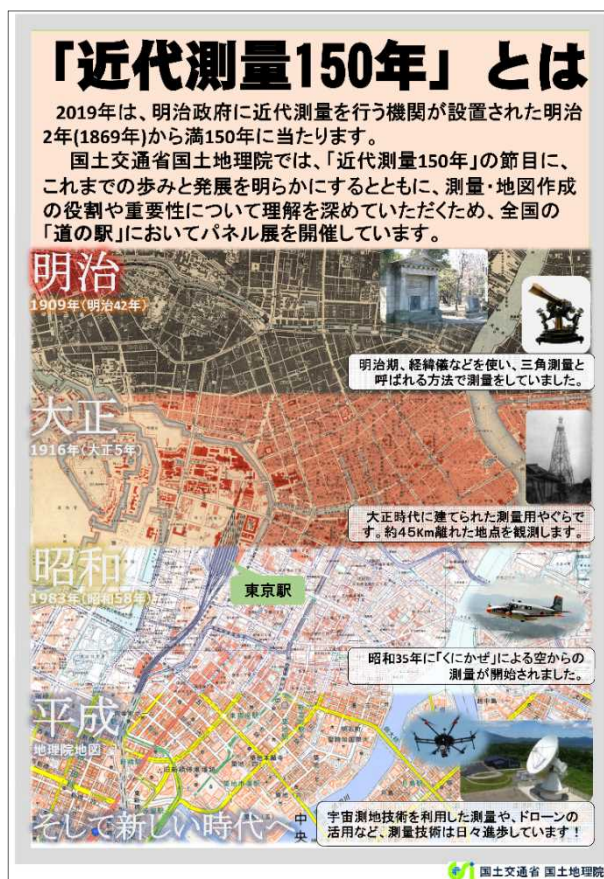 「近代測量150年」とは
2019年は、明治政府に近代測量を行う機関が設置された明治
2年(1869年)から満150年に当たります。
国土交通省国土地理院では、「近代測量150年」の節目に、
これまでの歩みと発展を明らかにするとともに、測量・地図作成
の役割や重要性について理解を深めていただくため、全国の
「道の駅」においてパネル展を開催しています。
明治
1909年(明治42年)
明治期、経緯儀などを使い、三角測量と
呼ばれる方法で測量をしていました。
大正
1916年(大正5年)
大正時代に建てられた測量用やぐらで
す。約45Km離れた地点を観測します。
昭和
1983年(昭和58年)
東京駅
昭和35年に「くにかぜ」による空からの
測量が開始されました。
平成
地理院地図
そして新しい時代へ
中央
宇宙測地技術を利用した測量や、ドローンの
活用など、測量技術は日々進歩しています！
国土交通省 国土地理院